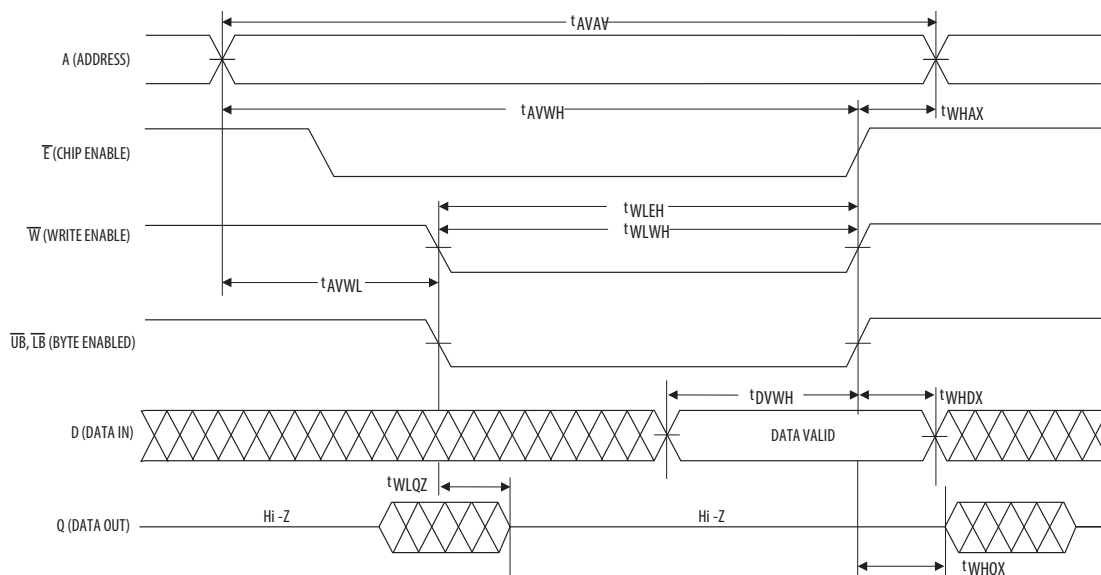 tAVAV
A (ADDRESS)
tAVWH
tWHAX
E (CHIP ENABLE)
tWLEH
tWLWH
W (WRITE ENABLE)
tAVWL
UB, LB (BYTE ENABLED)
tDVWH
tWHDX
D (DATA IN)
DATA VALID
tWLQZ
Q (DATA OUT)
Hi -Z
Hi -Z
tWHQX